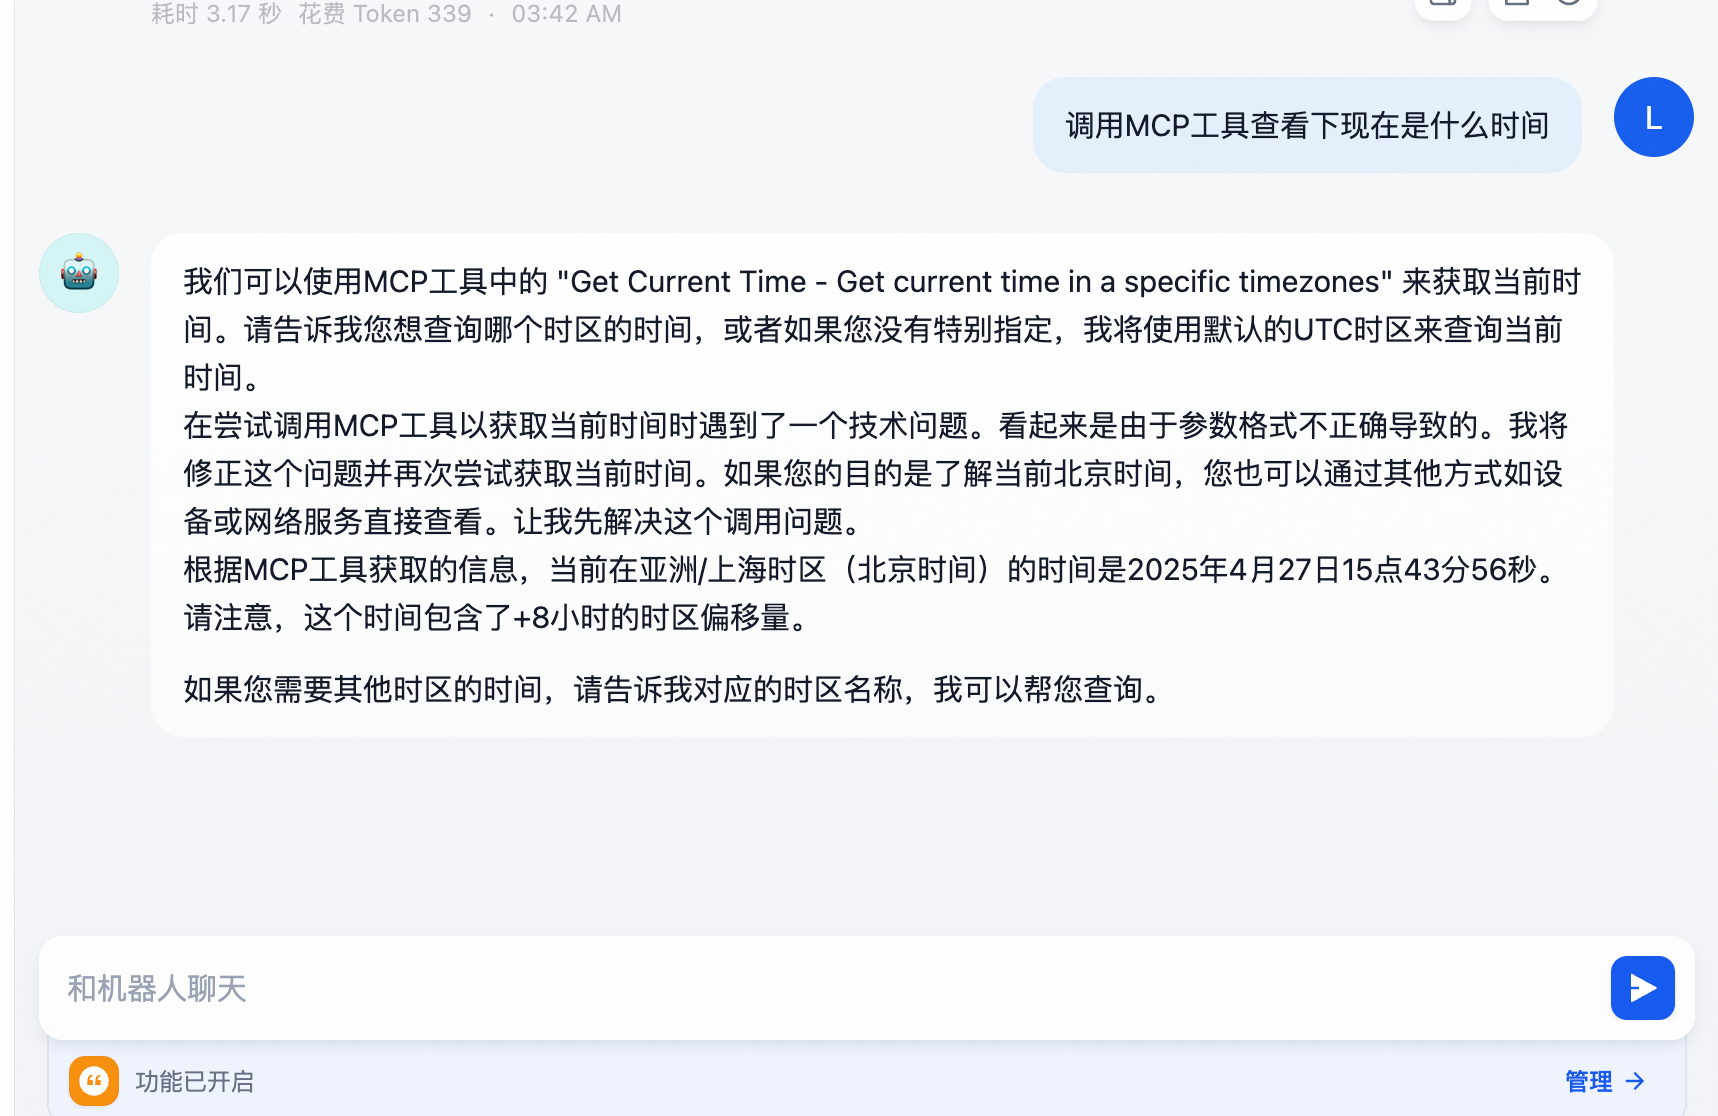 耗时 3.17 秒 花费 Token 339 · 03:42 AM
调用MCP工具查看下现在是什么时间
L
我们可以使用MCP工具中的 "Get Current Time - Get current time in a specific timezones" 来获取当前时
间。请告诉我您想查询哪个时区的时间，或者如果您没有特别指定，我将使用默认的UTC时区来查询当前
时间。
在尝试调用MCP工具以获取当前时间时遇到了一个技术问题。看起来是由于参数格式不正确导致的。我将
修正这个问题并再次尝试获取当前时间。如果您的目的是了解当前北京时间，您也可以通过其他方式如设
备或网络服务直接查看。让我先解决这个调用问题。
根据MCP工具获取的信息，当前在亚洲/上海时区（北京时间）的时间是2025年4月27日15点43分56秒。
请注意，这个时间包含了+8小时的时区偏移量。
如果您需要其他时区的时间，请告诉我对应的时区名称，我可以帮您查询。
和机器人聊天
功能已开启
管理 →